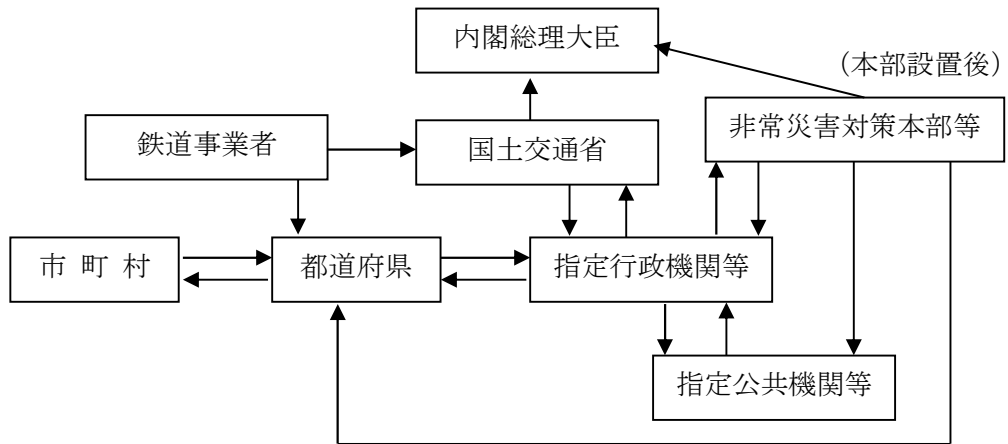 内閣総理大臣
(本部設置後)
非常災害対策本部等
鉄道事業者
国土交通省
市 町 村
都道府県
指定行政機関等
指定公共機関等